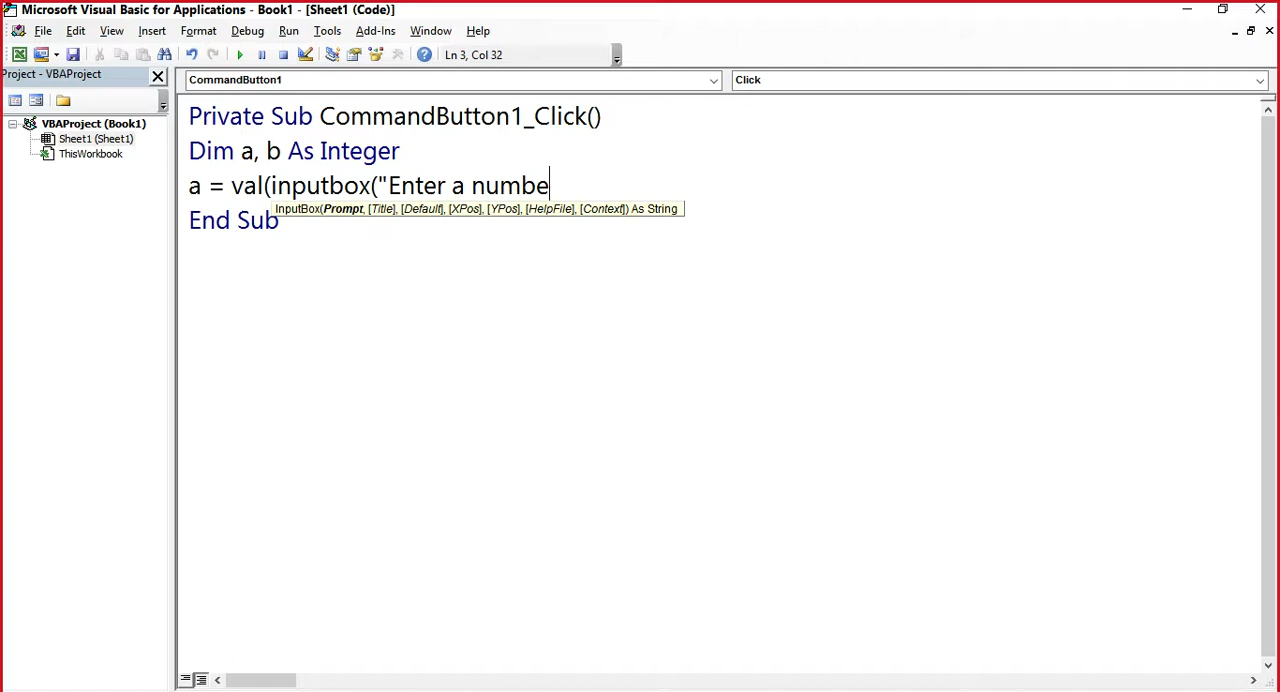 Microsoft Visual Basic for Applications - Book1 - [Sheet1 (Code)]
File Edit View Insert Format Debug Run Tools Add-Ins Window Help
Ln 3, Col 32
Project - VBAProject
CommandButton1
Click
VBAProject (Book1)
Sheet1 (Sheet1)
ThisWorkbook
Private Sub CommandButton1_Click()
Dim a, b As Integer
a = val(inputbox("Enter a numbe
InputBox(Prompt, [Title], [Default], [XPos], [YPos], [HelpFile], [Context]) As String
End Sub